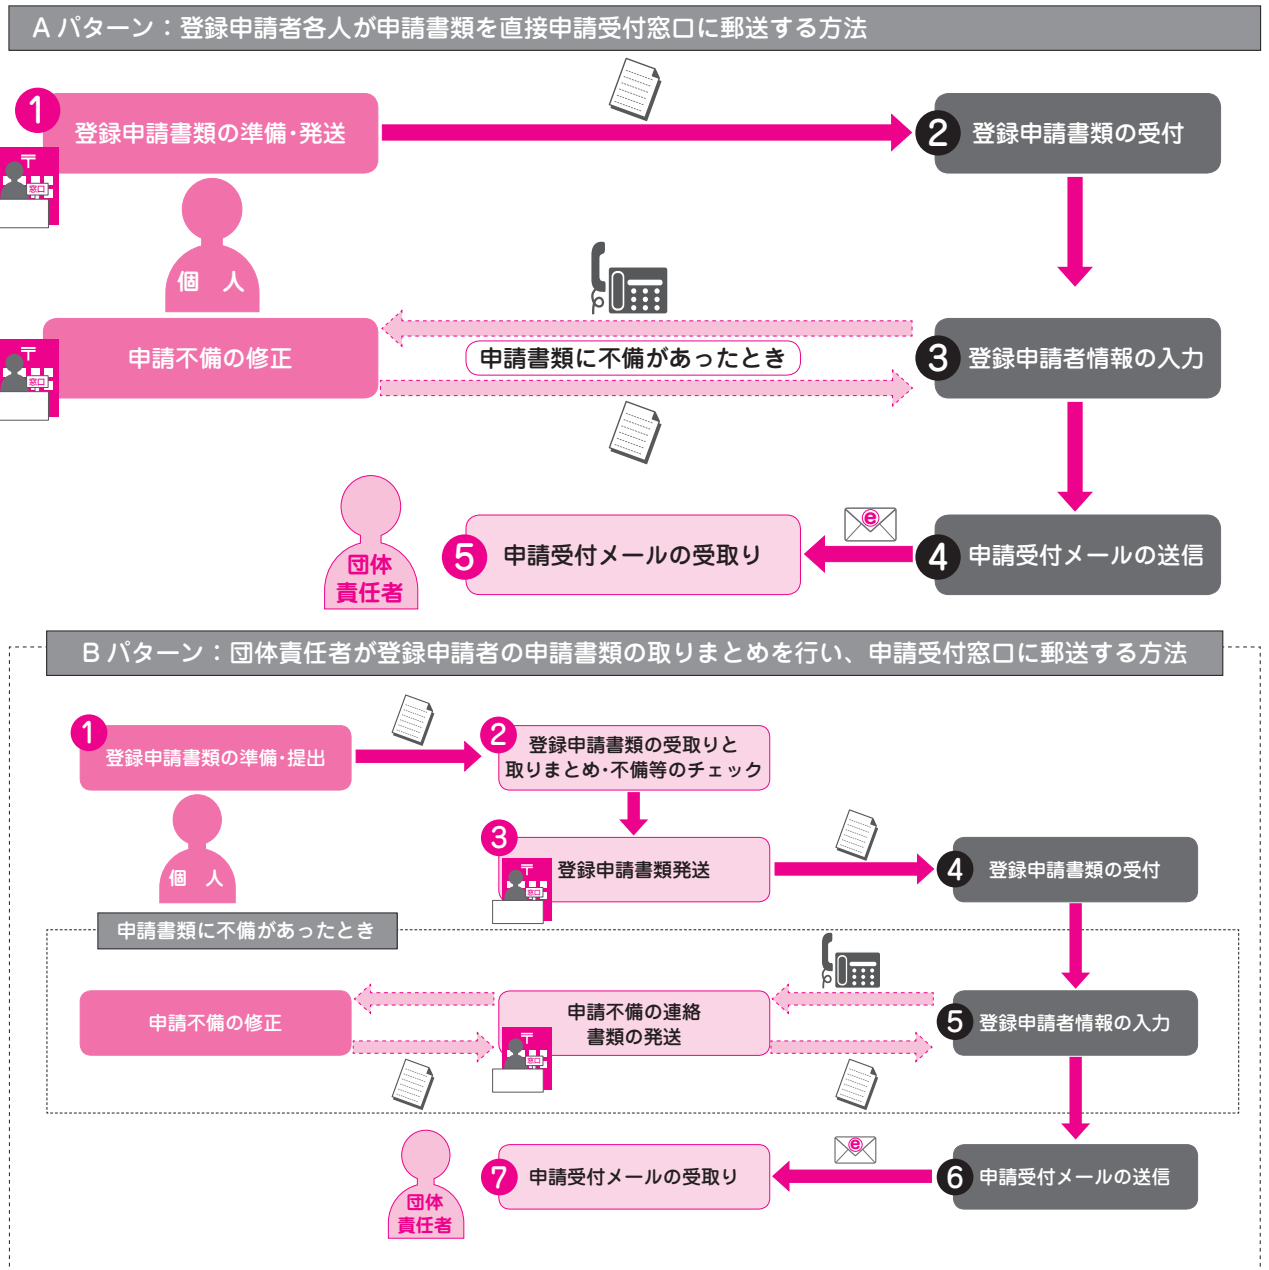 A パターン：登録申請者各人が申請書類を直接申請受付窓口に郵送する方法
1 登録申請書類の準備･発送
2 登録申請書類の受付
〒
窓口
個 人
申請不備の修正
〒
窓口
申請書類に不備があったとき
3 登録申請者情報の入力
団体
責任者
5 申請受付メールの受取り
e
4 申請受付メールの送信
B パターン：団体責任者が登録申請者の申請書類の取りまとめを行い、申請受付窓口に郵送する方法
1 登録申請書類の準備･提出
2 登録申請書類の受取りと
取りまとめ･不備等のチェック
個 人
3 登録申請書類発送
〒
窓口
4 登録申請書類の受付
申請書類に不備があったとき
申請不備の修正
申請不備の連絡
書類の発送
〒
窓口
5 登録申請者情報の入力
団体
責任者
7 申請受付メールの受取り
e
6 申請受付メールの送信